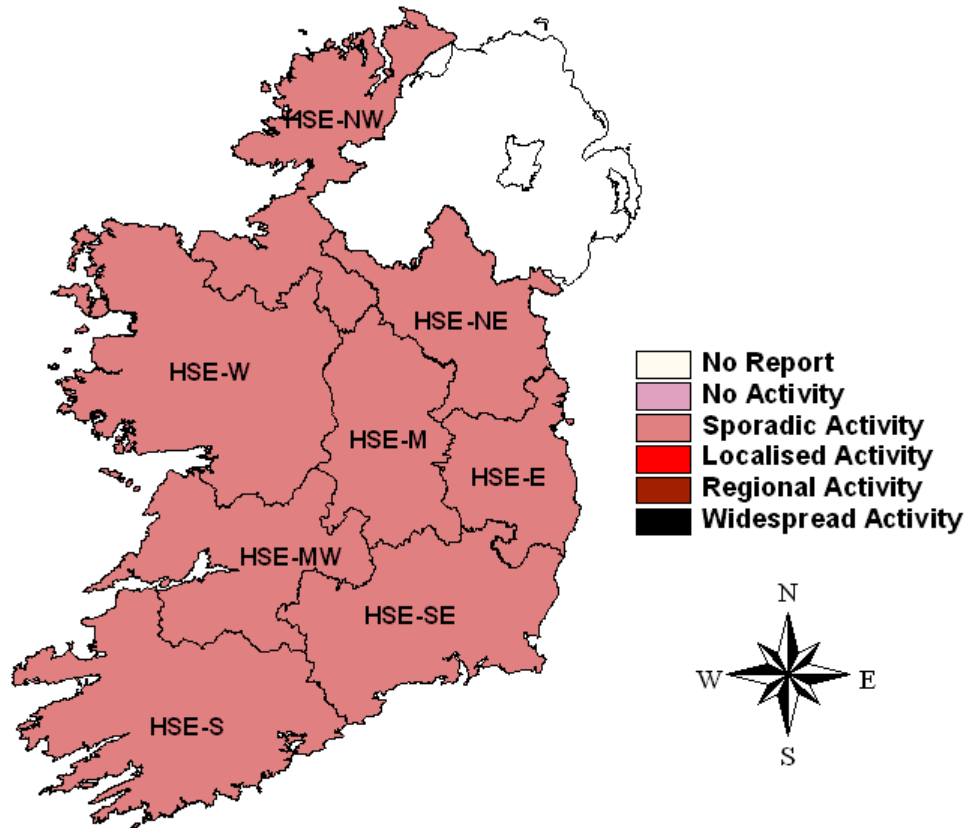 HSE-NW
HSE-NE
HSE-W
HSE-M
HSE-E
HSE-MW
HSE-SE
HSE-S
No Report
No Activity
Sporadic Activity
Localised Activity
Regional Activity
Widespread Activity
N
W E
S